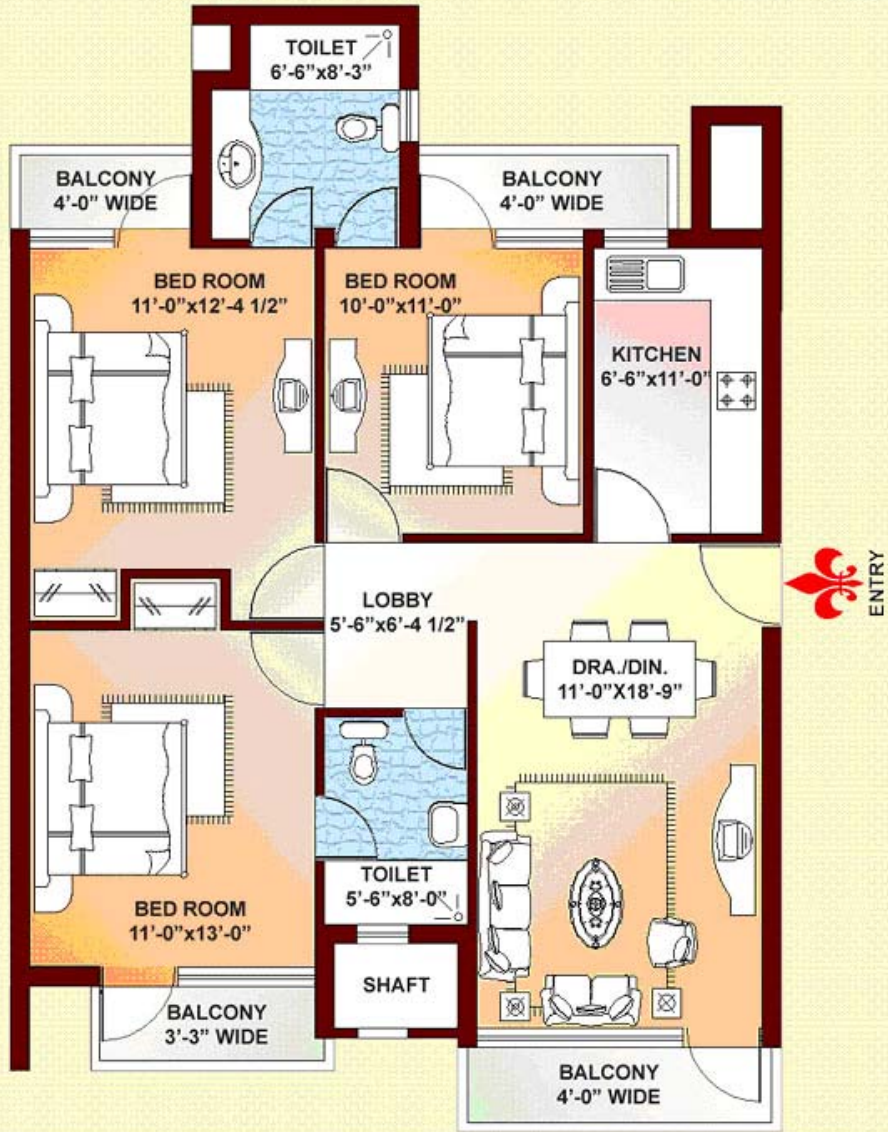 TOILET
6'-6"x8'-3"
BALCONY
4'-0" WIDE
BALCONY
4'-0" WIDE
BED ROOM
11'-0"x12'-4 1/2"
BED ROOM
10'-0"x11'-0"
KITCHEN
6'-6"x11'-0"
ENTRY
LOBBY
5'-6"x6'-4 1/2"
DRA./DIN.
11'-0"X18'-9"
TOILET
5'-6"x8'-0"
BED ROOM
11'-0"x13'-0"
SHAFT
BALCONY
3'-3" WIDE
BALCONY
4'-0" WIDE